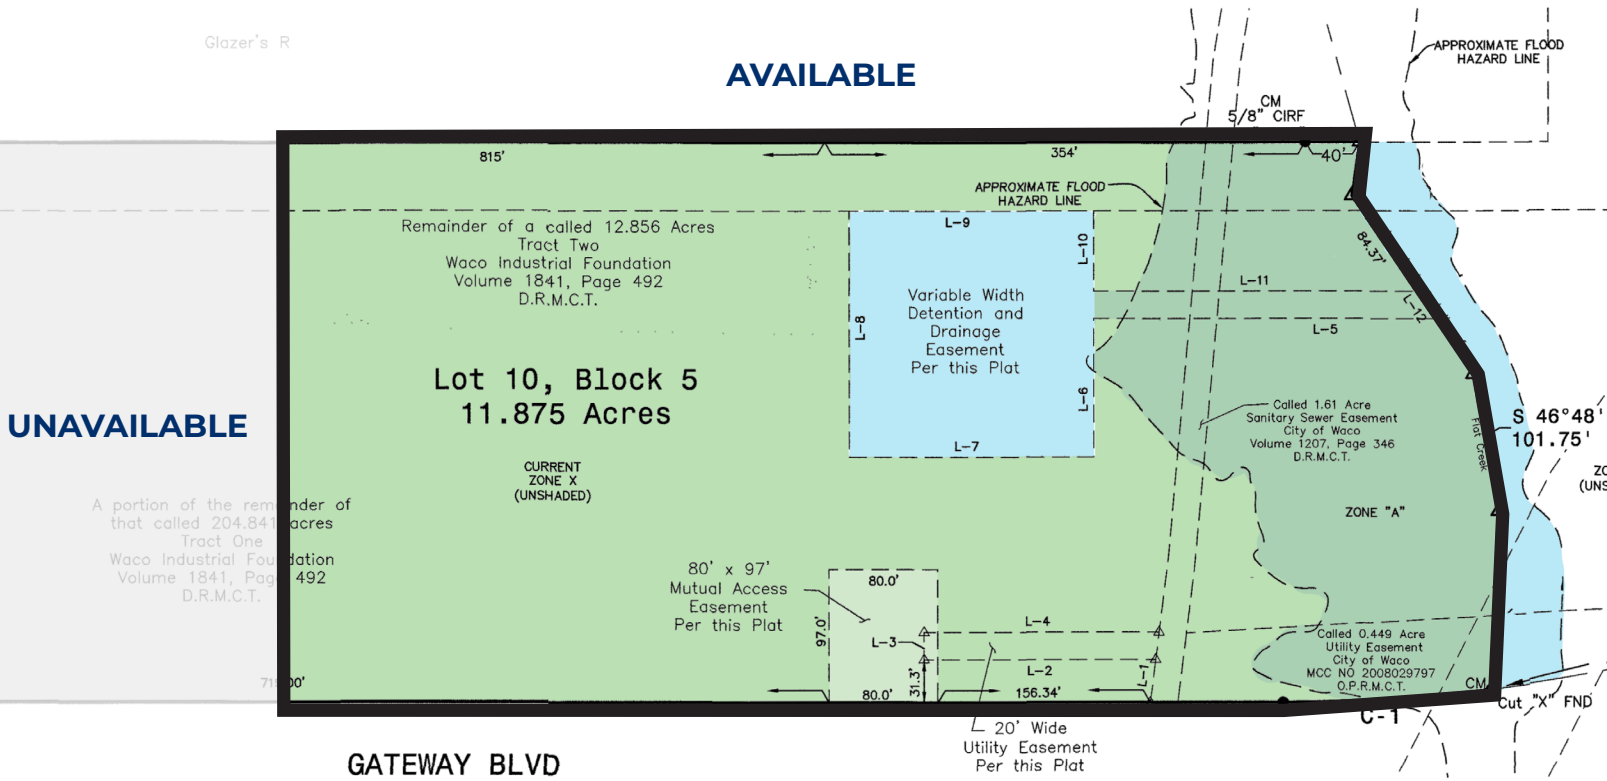 Glazer's R
AVAILABLE
APPROXIMATE FLOOD
HAZARD LINE
CM
5/8" CIRF
815'
354'
40'
APPROXIMATE FLOOD
HAZARD LINE
Remainder of a called 12.856 Acres
Tract Two
Waco Industrial Foundation
Volume 1841, Page 492
D.R.M.C.T.
L-9
L-10
84.37'
L-11
L-12
L-5
L-8
L-6
L-7
Variable Width
Detention and
Drainage
Easement
Per this Plat
Lot 10, Block 5
11.875 Acres
UNAVAILABLE
Called 1.61 Acre
Sanitary Sewer Easement
City of Waco
Volume 1207, Page 346
D.R.M.C.T.
Flat Creek
S 46°48'
101.75'
CURRENT
ZONE X
(UNSHADED)
ZO
(UNS
ZONE "A"
A portion of the remainder of
that called 204.841 acres
Tract One
Waco Industrial Foundation
Volume 1841, Page 492
D.R.M.C.T.
80' x 97'
Mutual Access
Easement
Per this Plat
80.0'
97.0'
L-3
L-4
L-2
L-1
31.3'
80.0'
156.34'
Called 0.449 Acre
Utility Easement
City of Waco
MCC NO 2008029797
O.P.R.M.C.T.
CM
Cut "X" FND
C-1
20' Wide
Utility Easement
Per this Plat
GATEWAY BLVD